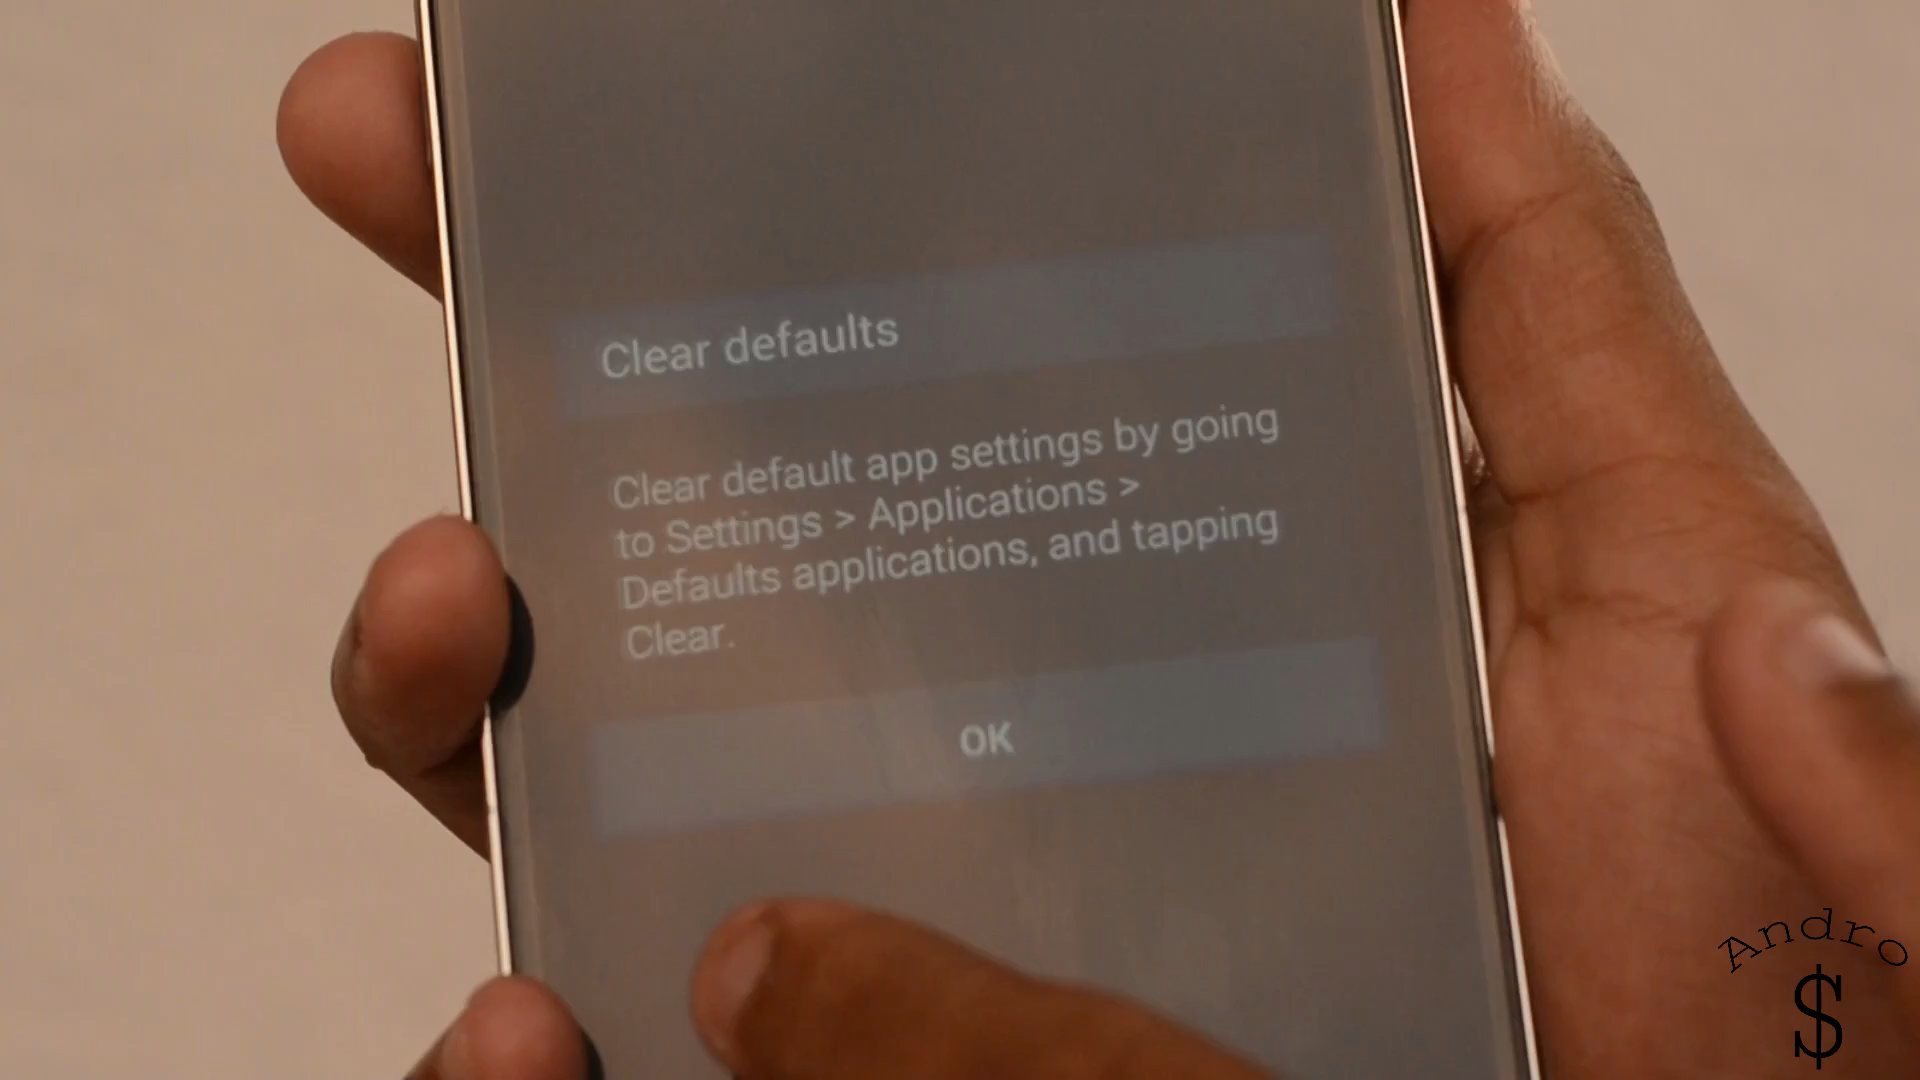 Clear defaults
Clear default app settings by going
to Settings > Applications >
Defaults applications, and tapping
Clear.
OK
Andro
$